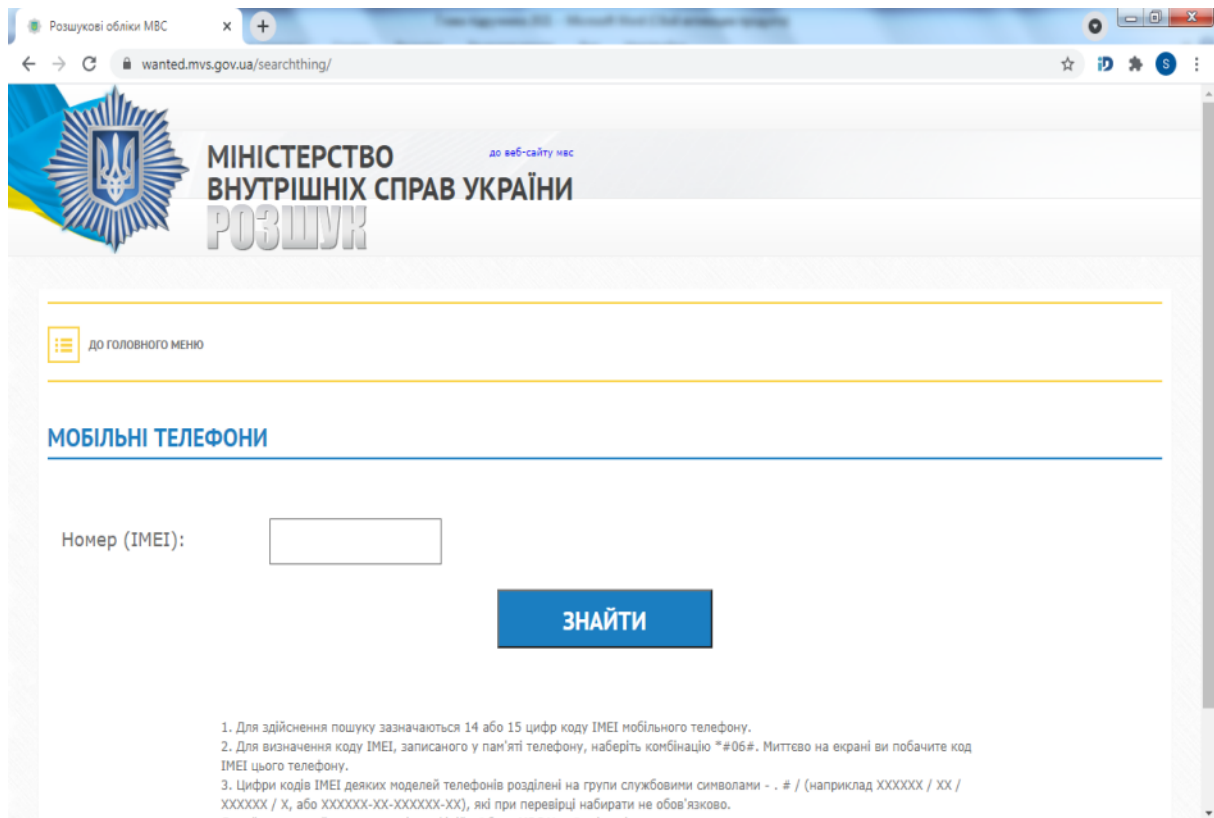 Розшукові обліки МВС
wanted.mvs.gov.ua/searchthing/
S
МІНІСТЕРСТВО
до веб-сайту мвс
ВНУТРІШНІХ СПРАВ УКРАЇНИ
РОЗШУК
ДО ГОЛОВНОГО МЕНЮ
МОБІЛЬНІ ТЕЛЕФОНИ
Номер (IMEI):
ЗНАЙТИ
1. Для здійснення пошуку зазначаються 14 або 15 цифр коду IMEI мобільного телефону.
2. Для визначення коду IMEI, записаного у пам'яті телефону, наберіть комбінацію *#06#. Миттєво на екрані ви побачите код
IMEI цього телефону.
3. Цифри кодів IMEI деяких моделей телефонів розділені на групи службовими символами - . # / (наприклад XXXXXX / XX /
XXXXXX / X, або XXXXXX-XX-XXXXXX-XX), які при перевірці набирати не обов'язково.